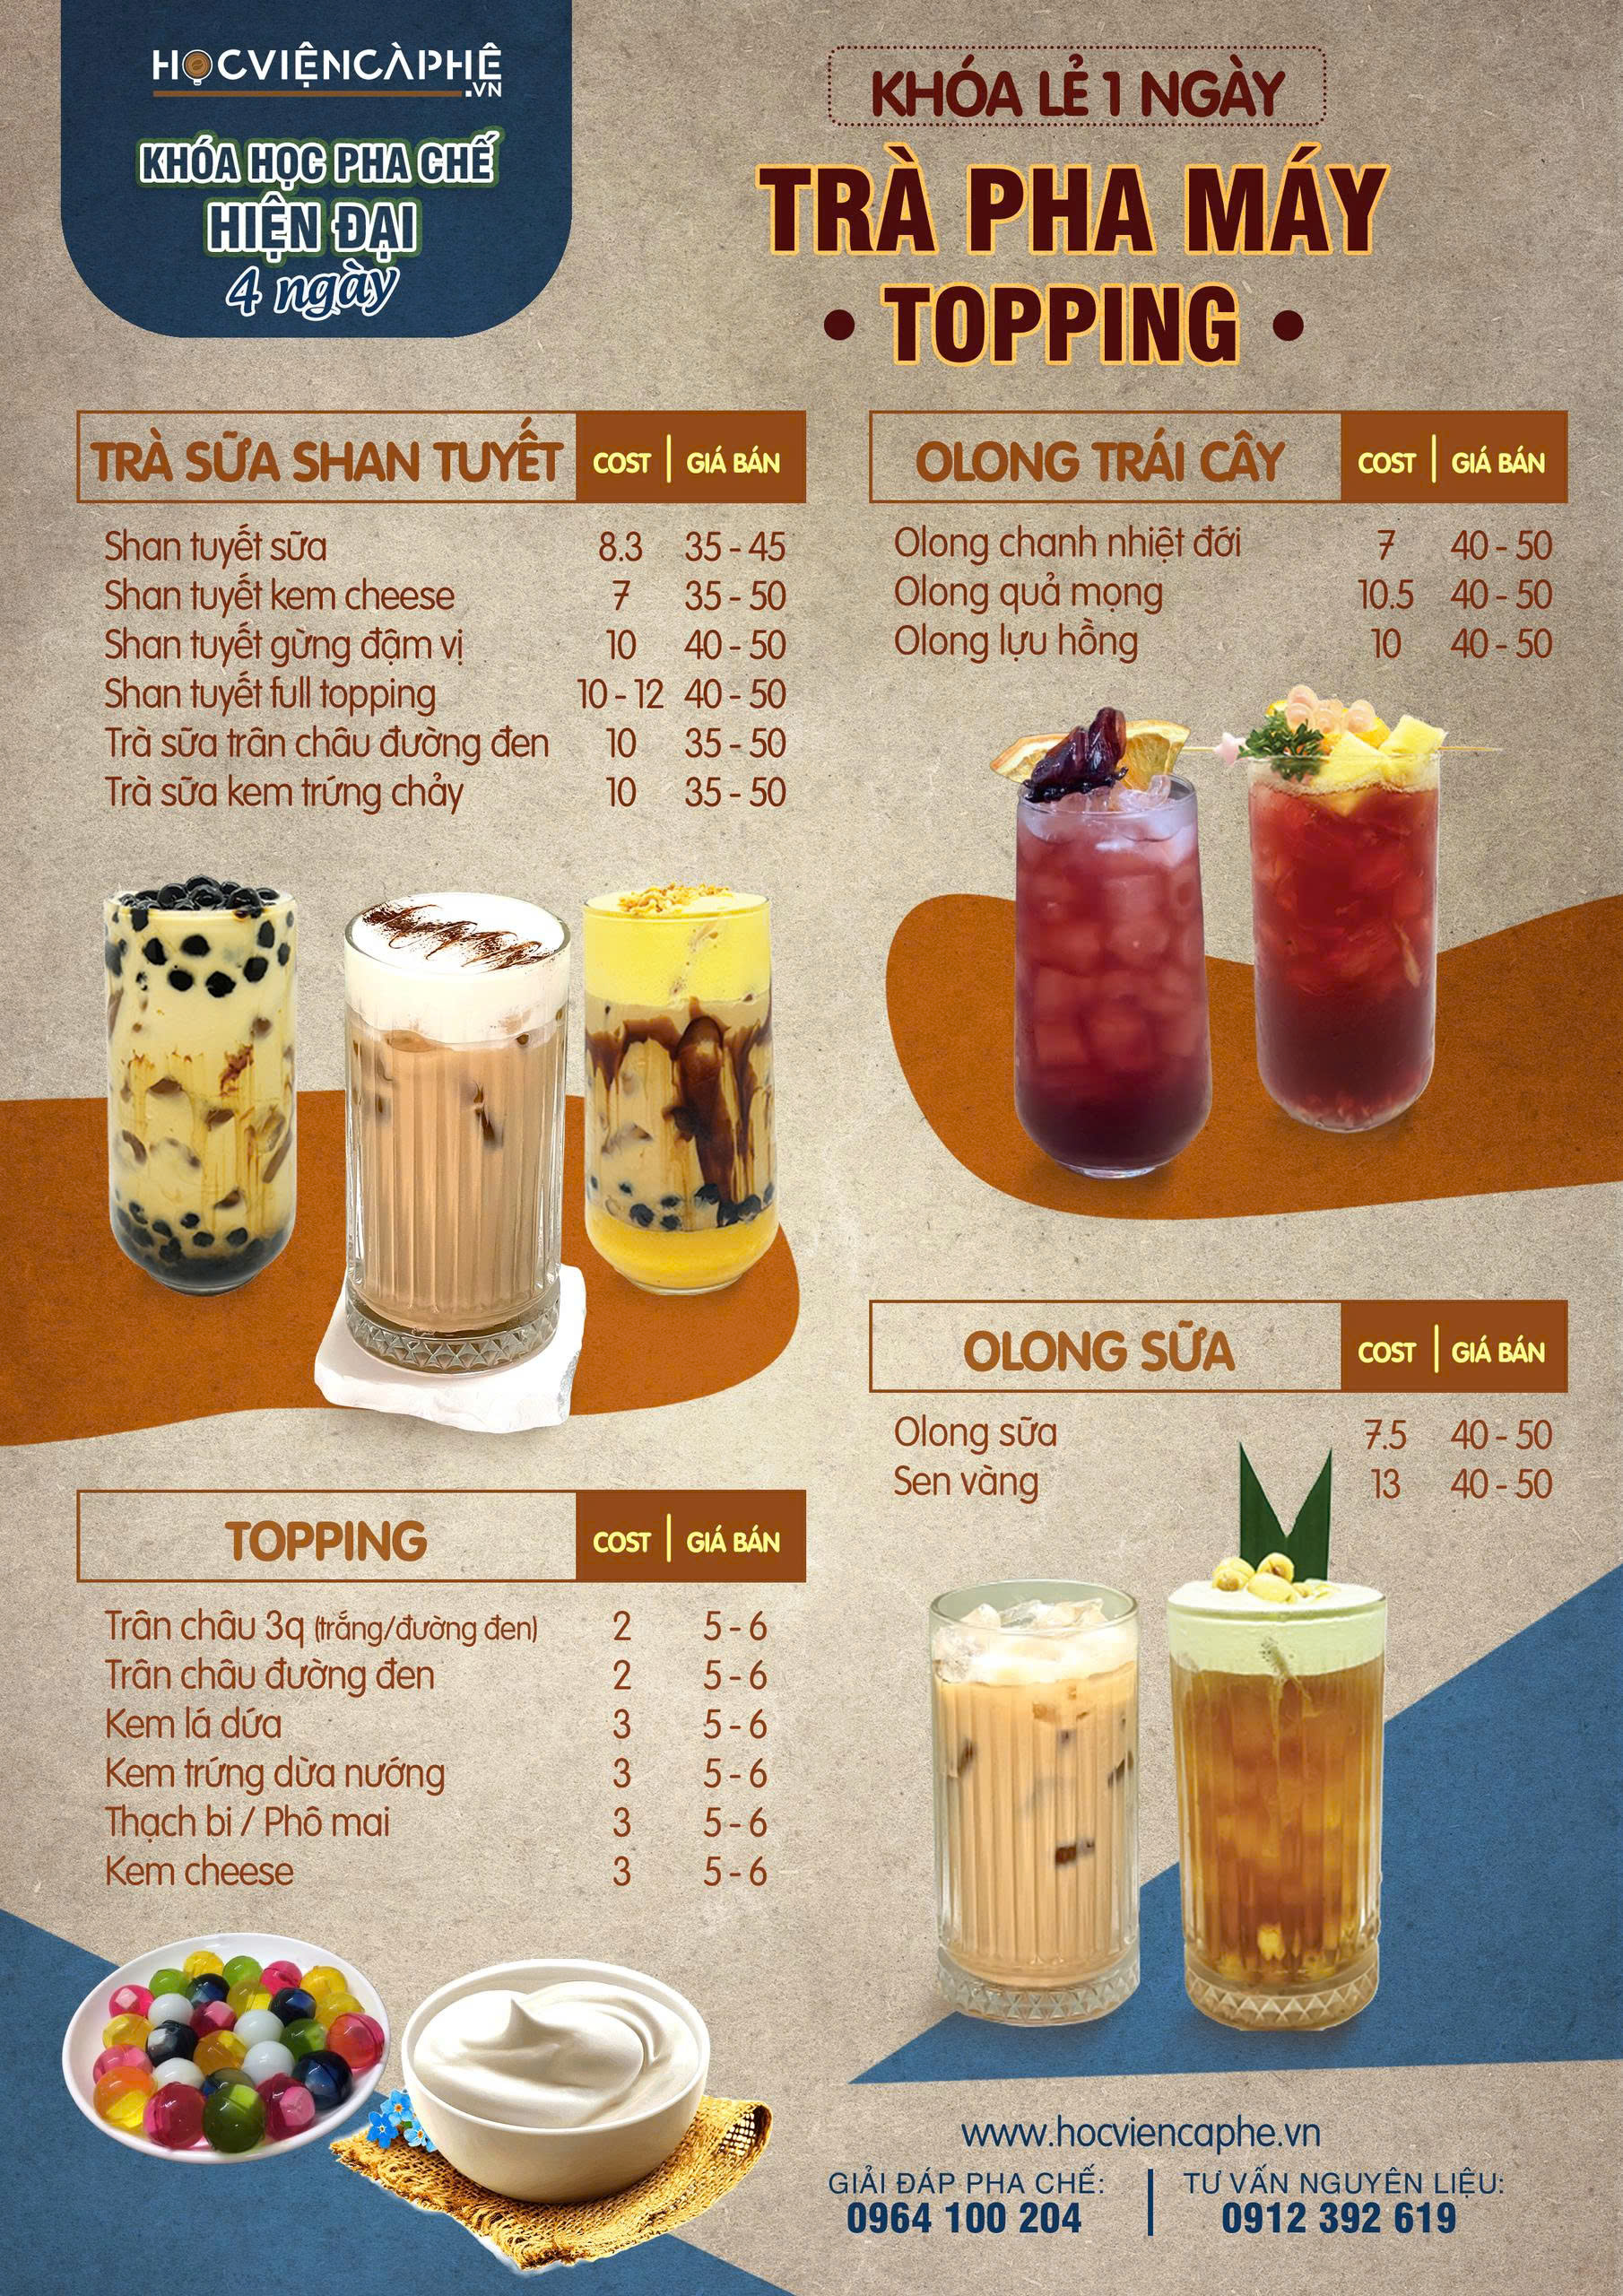 HỌCVIỆNCÀPHÊ
.VN
KHÓA HỌC PHA CHẾ
HIỆN ĐẠI
4 ngày
KHÓA LẺ 1 NGÀY
TRÀ PHA MÁY
• TOPPING •
TRÀ SỮA SHAN TUYẾT COST | GIÁ BÁN
Shan tuyết sữa 8.3 35 - 45
Shan tuyết kem cheese 7 35 - 50
Shan tuyết gừng đậm vị 10 40 - 50
Shan tuyết full topping 10 - 12 40 - 50
Trà sữa trân châu đường đen 10 35 - 50
Trà sữa kem trứng chảy 10 35 - 50
OLONG TRÁI CÂY COST | GIÁ BÁN
Olong chanh nhiệt đới 7 40 - 50
Olong quả mọng 10.5 40 - 50
Olong lựu hồng 10 40 - 50
OLONG SỮA COST | GIÁ BÁN
Olong sữa 7.5 40 - 50
Sen vàng 13 40 - 50
TOPPING COST | GIÁ BÁN
Trân châu 3q (trắng/đường đen) 2 5 - 6
Trân châu đường đen 2 5 - 6
Kem lá dứa 3 5 - 6
Kem trứng dừa nướng 3 5 - 6
Thạch bi / Phô mai 3 5 - 6
Kem cheese 3 5 - 6
www.hocviencaphe.vn
GIẢI ĐÁP PHA CHẾ: | TƯ VẤN NGUYÊN LIỆU:
0964 100 204 | 0912 392 619